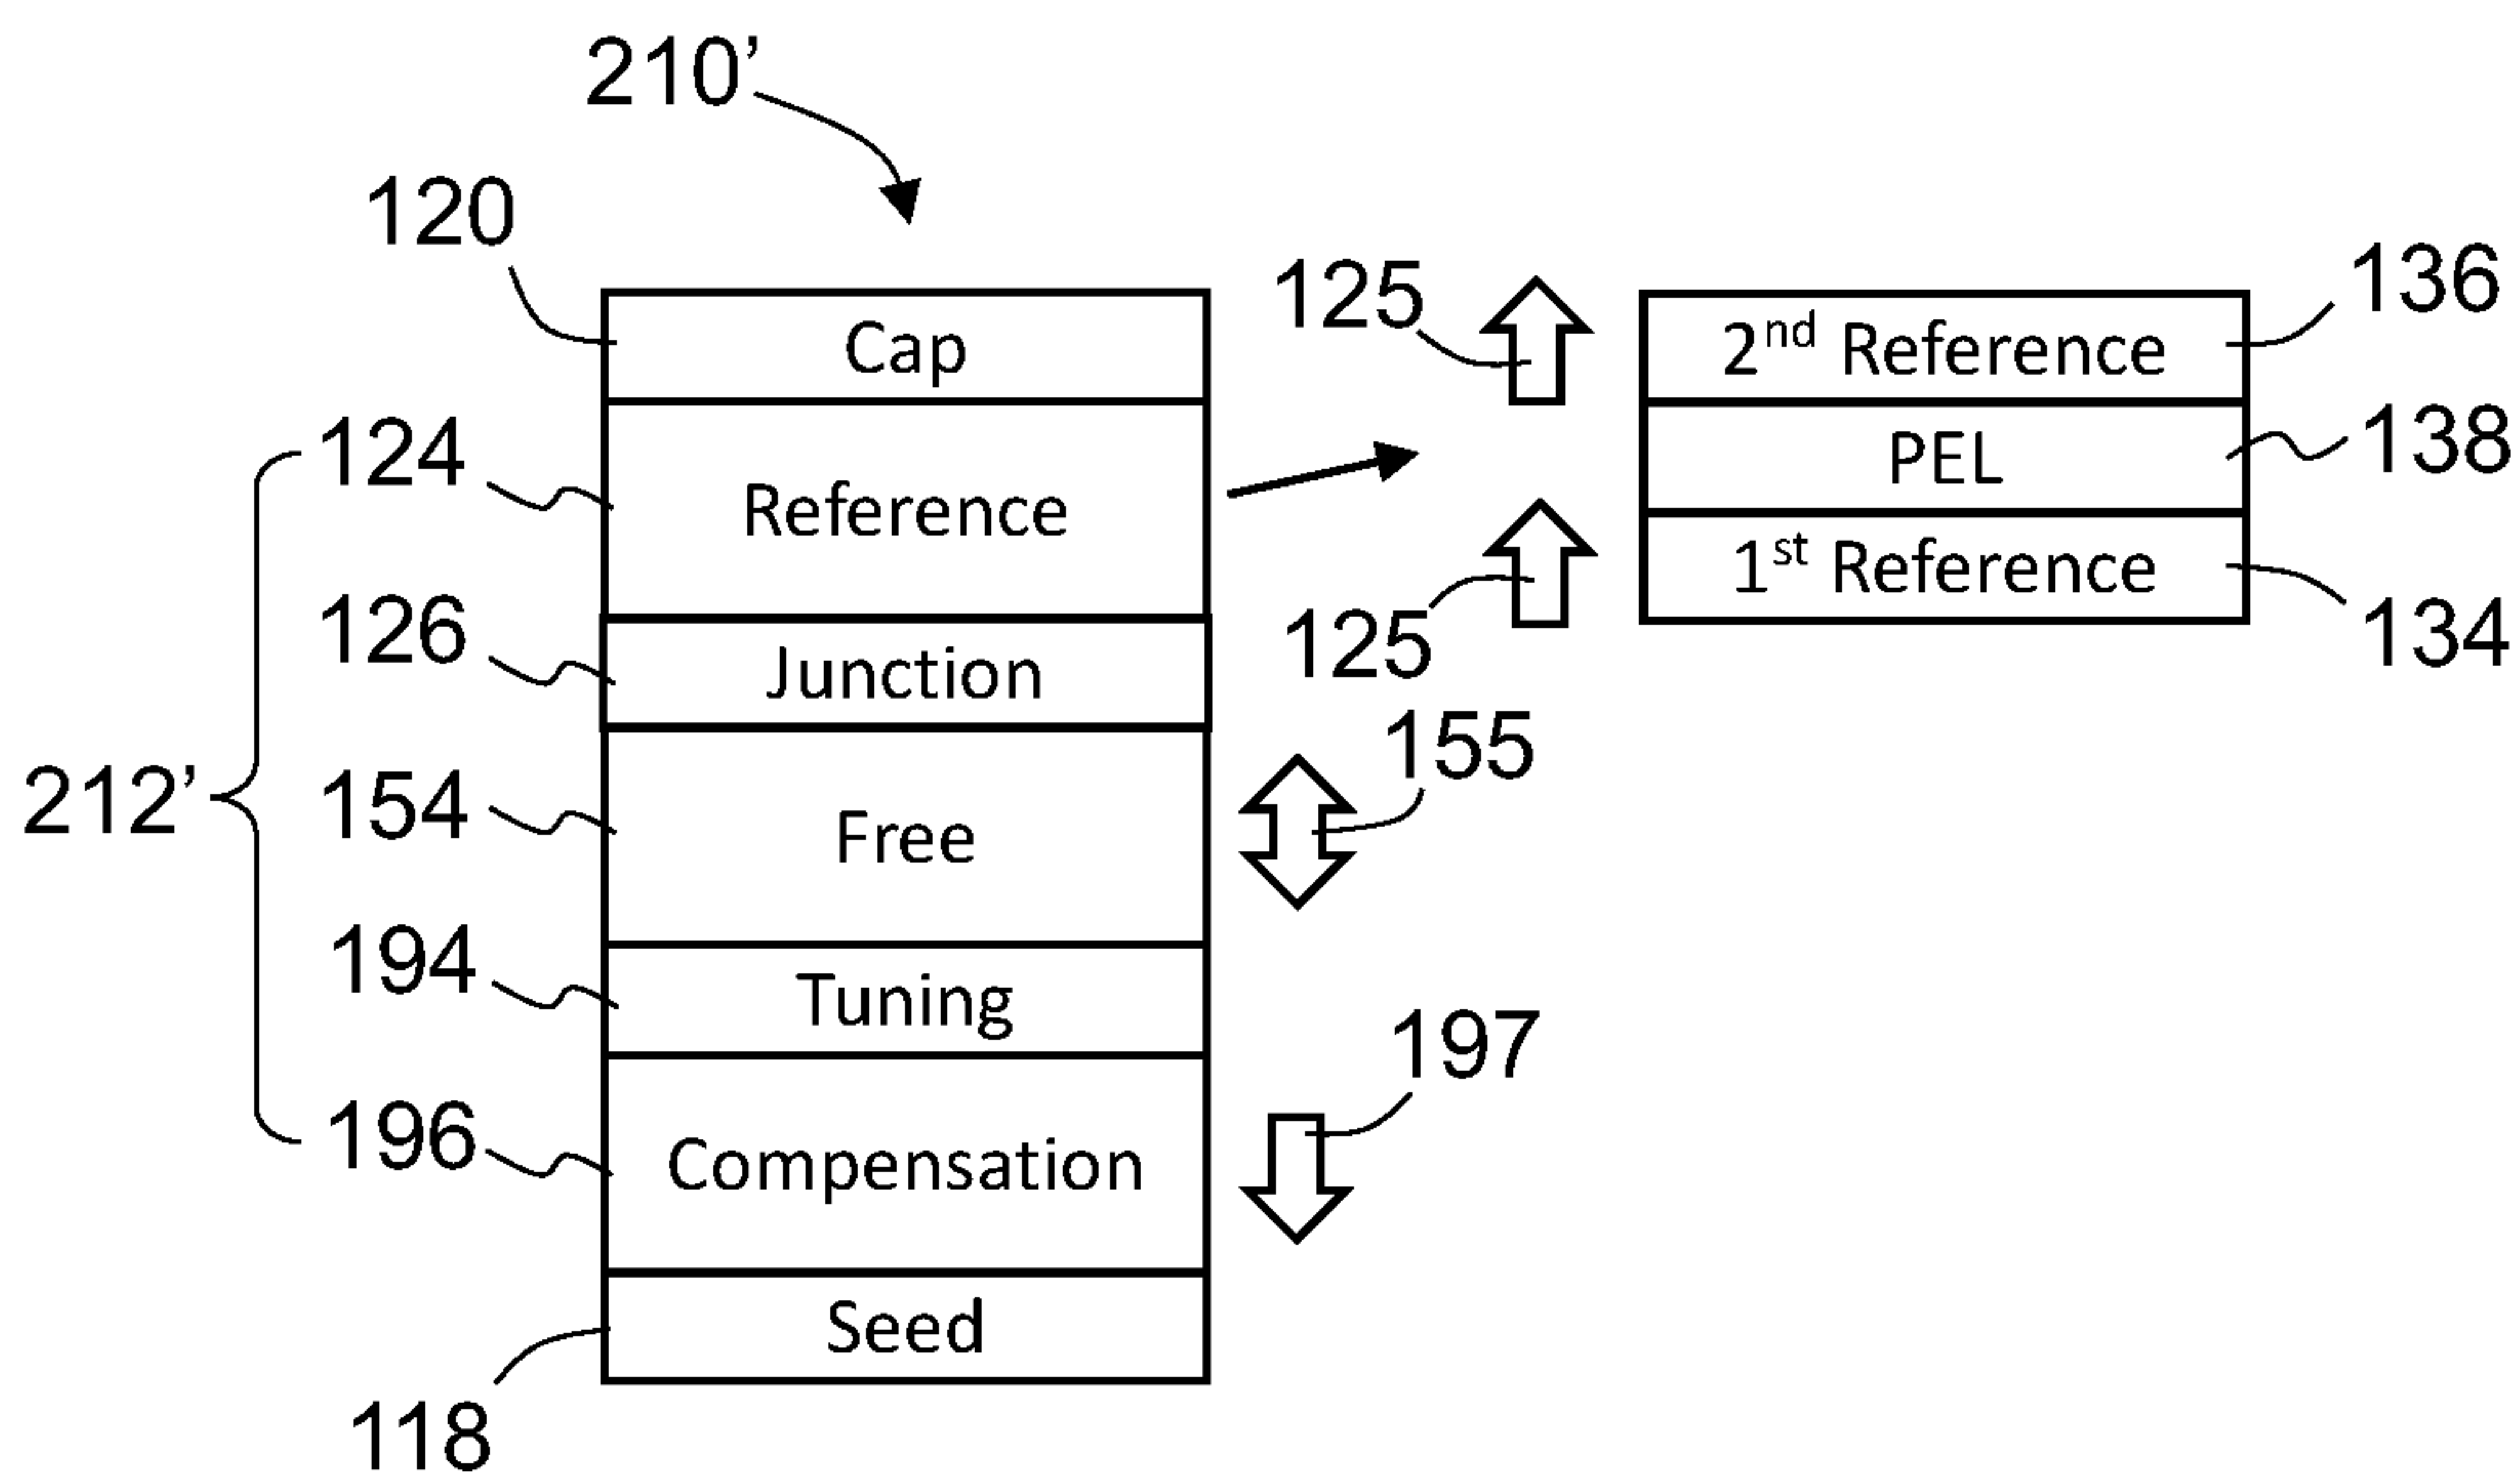 210’
120
Cap
125
2nd Reference
136
124
Reference
PEL
138
1st Reference
125
134
126
Junction
155
212’
154
Free
194
Tuning
197
196
Compensation
Seed
118